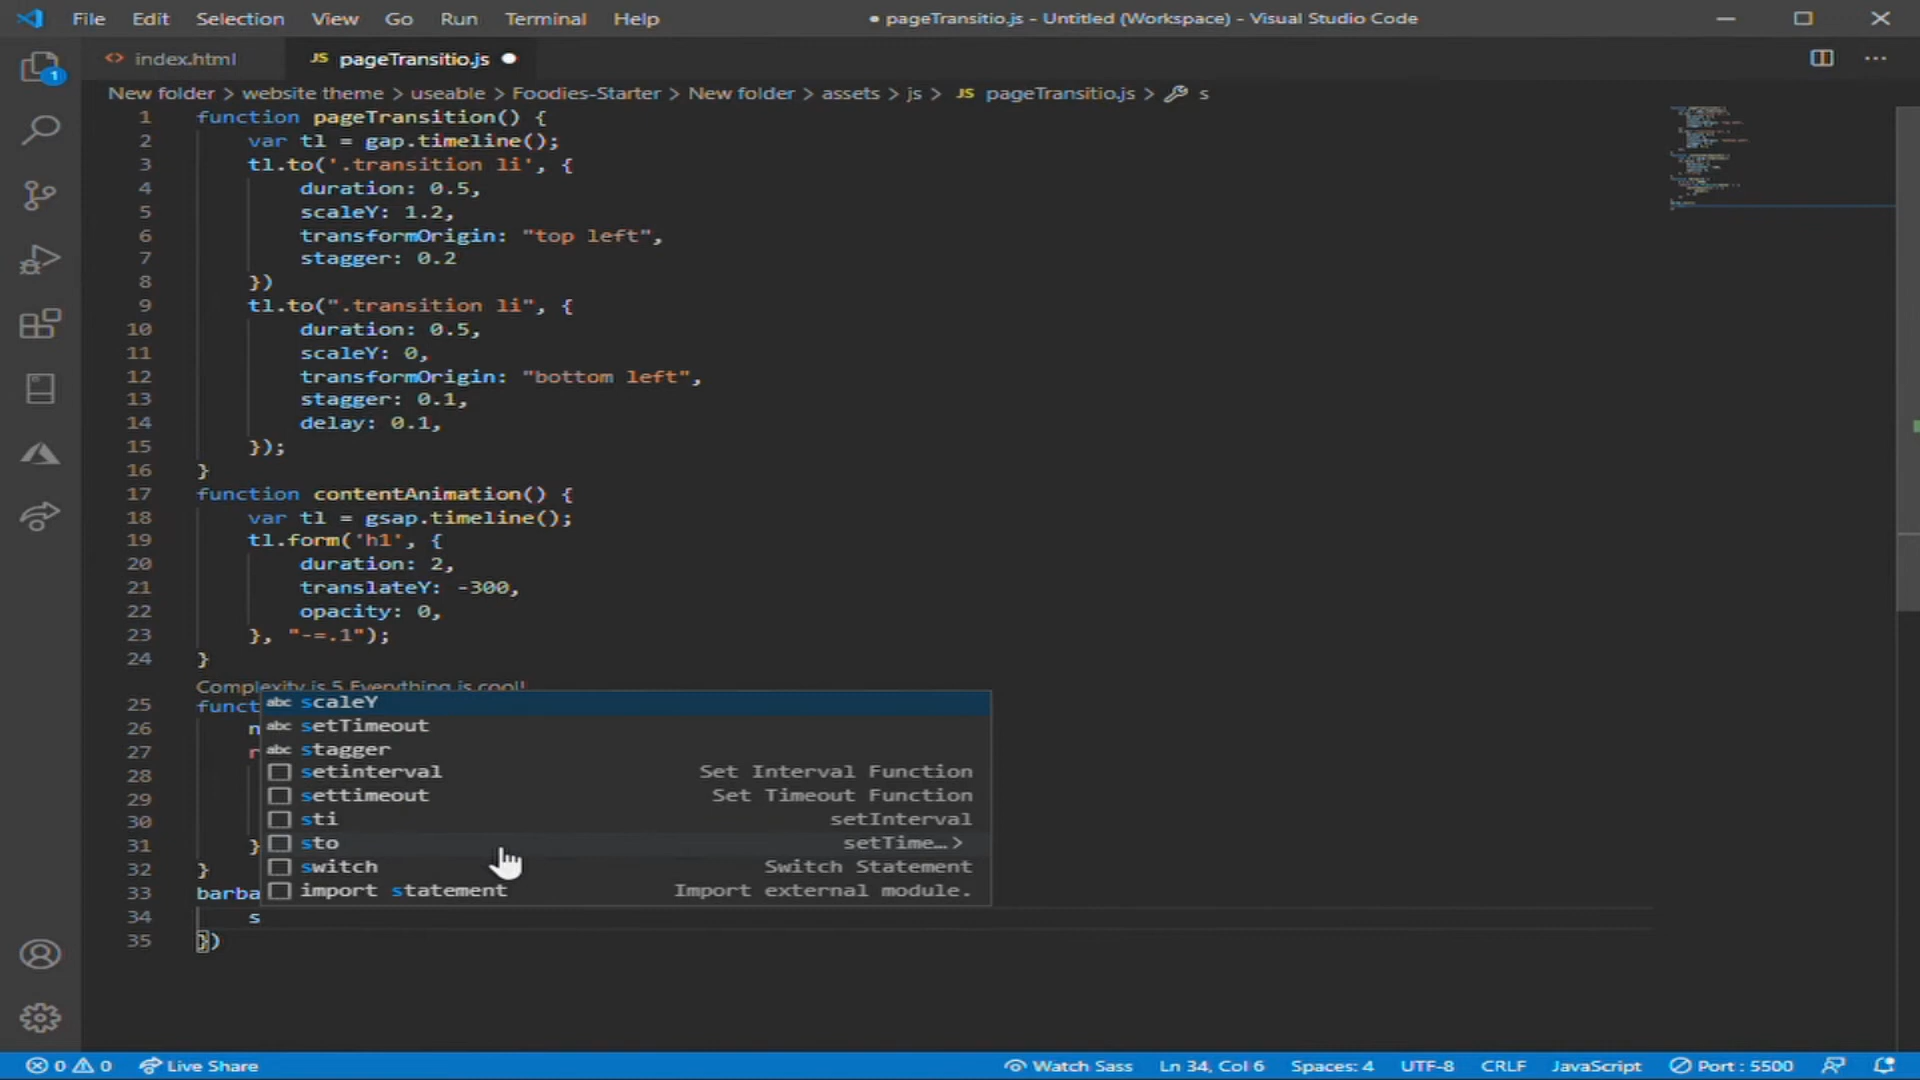 File Edit Selection View Go Run Terminal Help
● pageTransitio.js - Untitled (Workspace) - Visual Studio Code
<> index.html JS pageTransitio.js ●
New folder > website theme > useable > Foodies-Starter > New folder > assets > js > JS pageTransitio.js > s
1
1 function pageTransition() {
2 var tl = gap.timeline();
3 tl.to('.transition li', {
4 duration: 0.5,
5 scaleY: 1.2,
6 transformOrigin: "top left",
7 stagger: 0.2
8 })
9 tl.to(".transition li", {
10 duration: 0.5,
11 scaleY: 0,
12 transformOrigin: "bottom left",
13 stagger: 0.1,
14 delay: 0.1,
15 });
16 }
17 function contentAnimation() {
18 var tl = gsap.timeline();
19 tl.form('h1', {
20 duration: 2,
21 translateY: -300,
22 opacity: 0,
23 }, "-=.1");
24 }
Complexity is 5 Everything is cool!
25 funct
26 n
27 r
28
29
30
31 }
32 }
33 barba
34 s
35 })
abc scaleY
abc setTimeout
abc stagger
setinterval Set Interval Function
settimeout Set Timeout Function
sti setInterval
sto setTime… >
switch Switch Statement
import statement Import external module.
0 0 Live Share Watch Sass Ln 34, Col 6 Spaces: 4 UTF-8 CRLF JavaScript Port : 5500